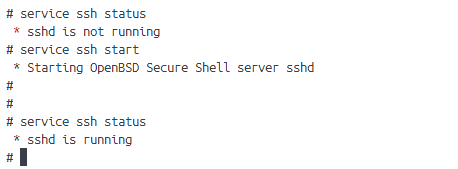 # service ssh status
 * sshd is not running
# service ssh start
 * Starting OpenBSD Secure Shell server sshd
#
#
# service ssh status
 * sshd is running
#